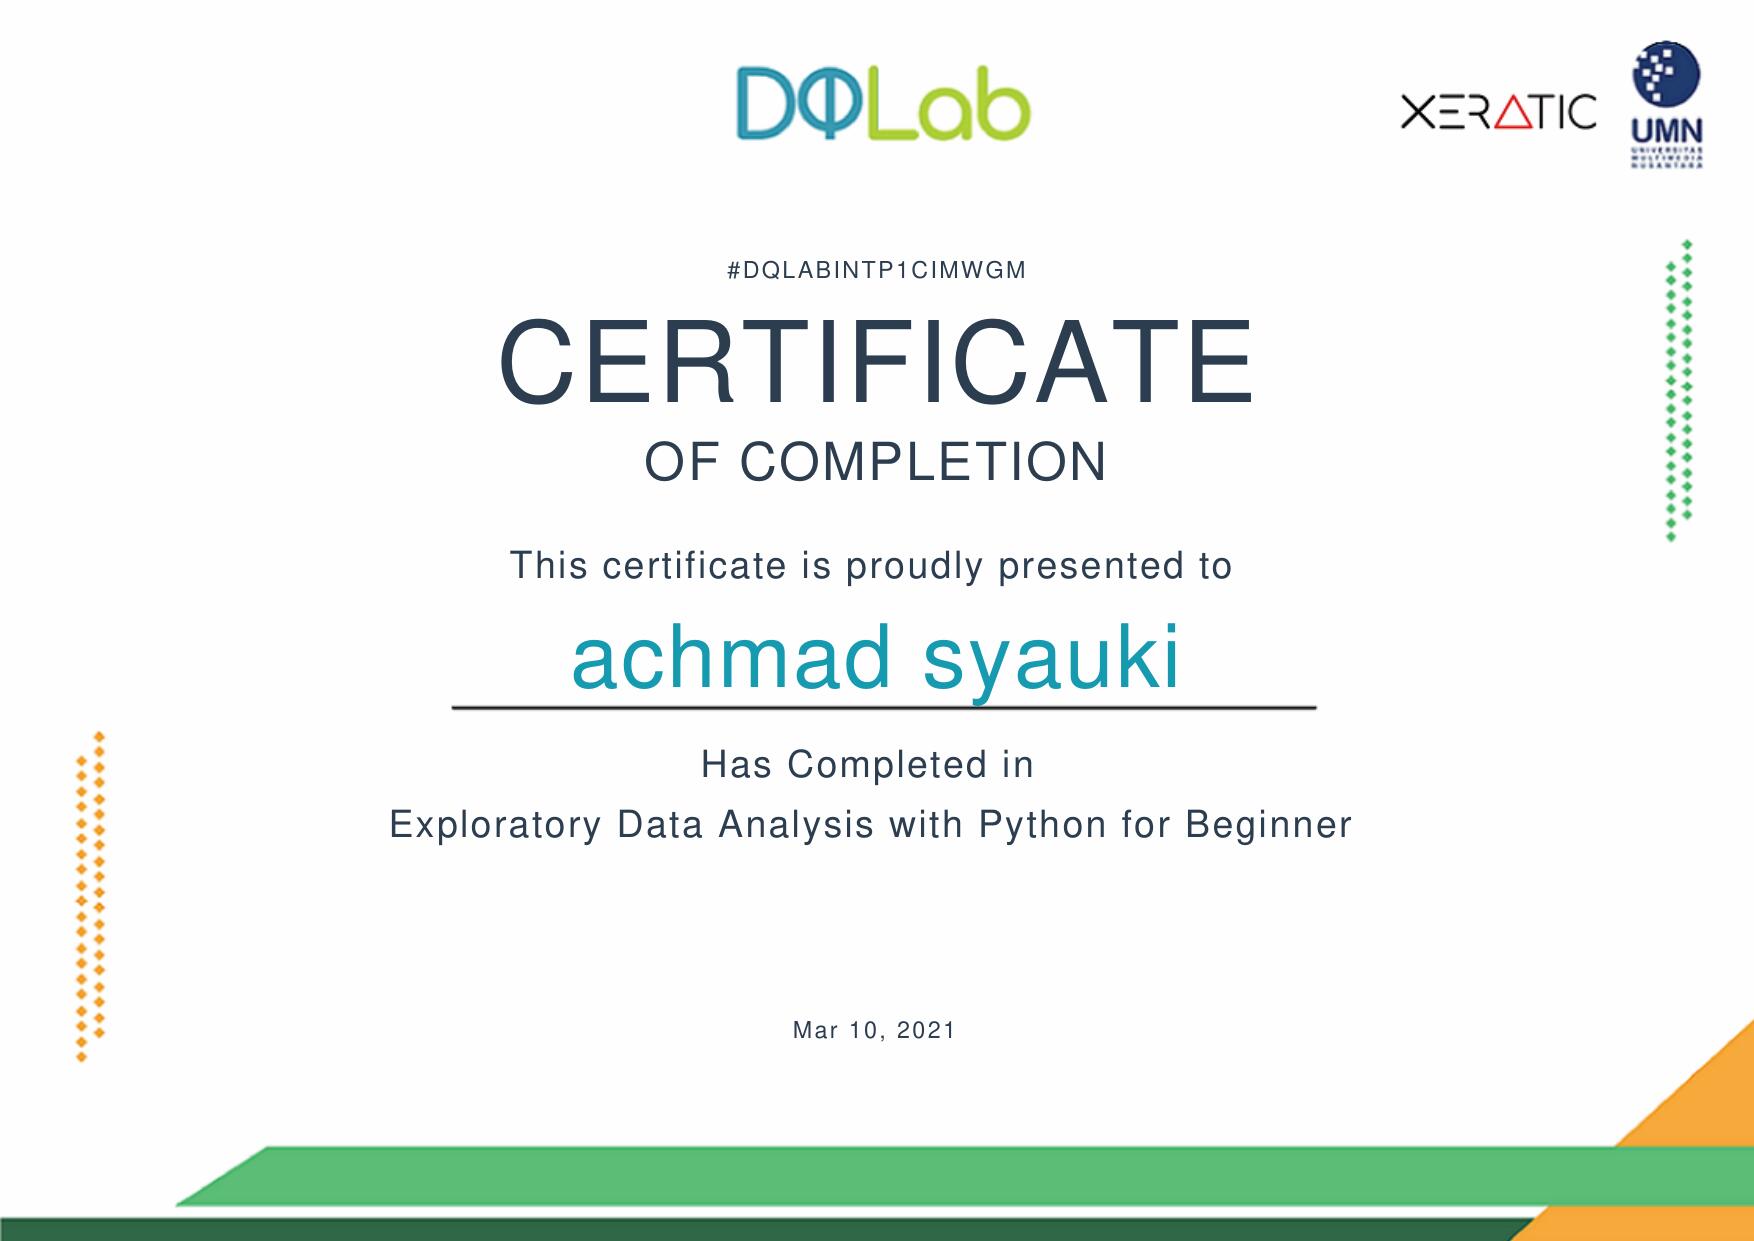 DQLab
XERATIC
UMN
UNIVERSITAS
MULTIMEDIA
NUSANTARA
#DQLABINTP1CIMWGM
CERTIFICATE
OF COMPLETION
This certificate is proudly presented to
achmad syauki
Has Completed in
Exploratory Data Analysis with Python for Beginner
Mar 10, 2021